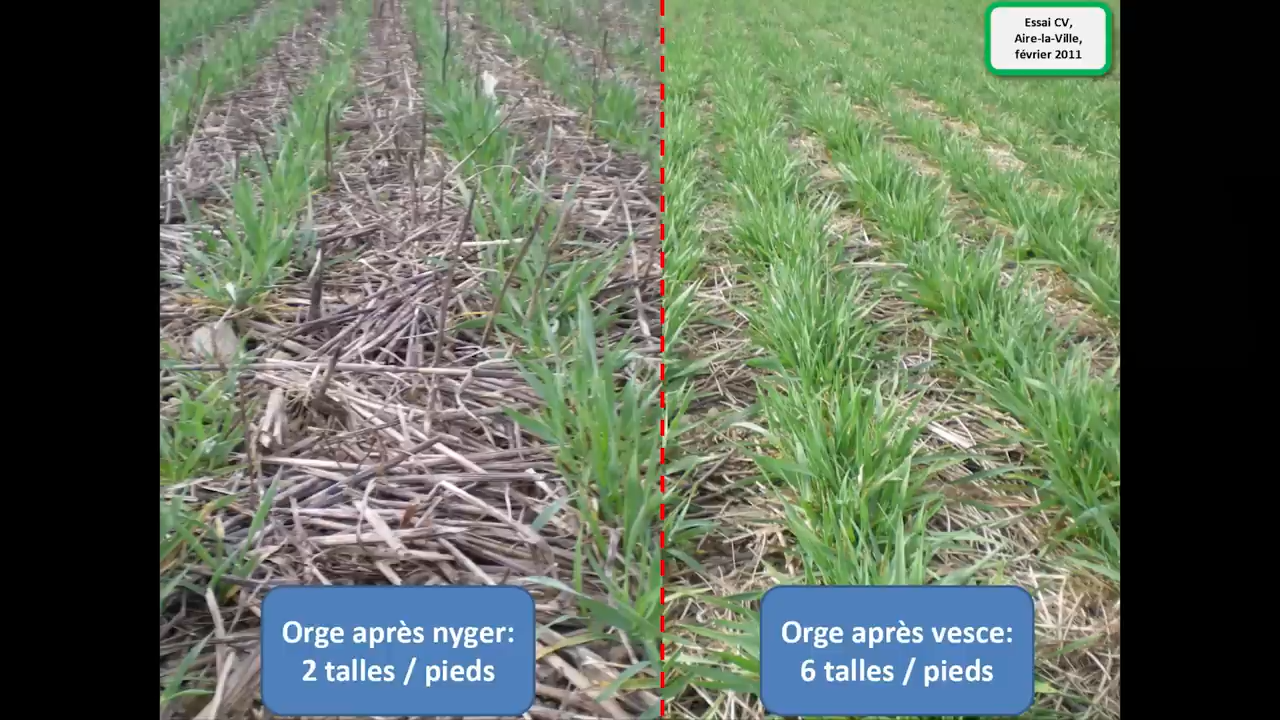 Essai CV,
Aire-la-Ville,
février 2011
Orge après nyger:
2 talles / pieds
Orge après vesce:
6 talles / pieds